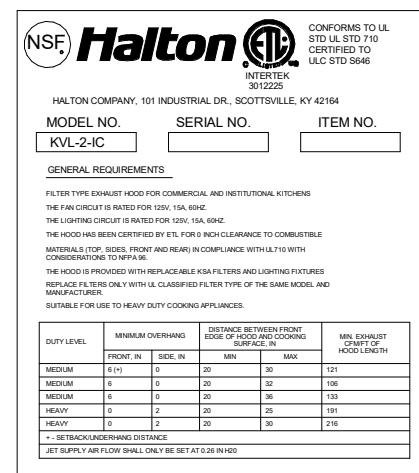 NSF
Halton
ETL
LISTED
INTERTEK
3012225
CONFORMS TO UL
STD UL STD 710
CERTIFIED TO
ULC STD S646
HALTON COMPANY, 101 INDUSTRIAL DR., SCOTTSVILLE, KY 42164
MODEL NO. SERIAL NO. ITEM NO.
KVL-2-IC
GENERAL REQUIREMENTS
FILTER TYPE EXHAUST HOOD FOR COMMERCIAL AND INSTITUTIONAL KITCHENS
THE FAN CIRCUIT IS RATED FOR 125V, 15A, 60HZ.
THE LIGHTING CIRCUIT IS RATED FOR 125V, 15A, 60HZ.
THE HOOD HAS BEEN CERTIFIED BY ETL FOR 0 INCH CLEARANCE TO COMBUSTIBLE
MATERIALS (TOP, SIDES, FRONT AND REAR) IN COMPLIANCE WITH UL710 WITH
CONSIDERATIONS TO NFPA 96.
THE HOOD IS PROVIDED WITH REPLACEABLE KSA FILTERS AND LIGHTING FIXTURES
REPLACE FILTERS ONLY WITH UL CLASSIFIED FILTER TYPE OF THE SAME MODEL AND
MANUFACTURER.
SUITABLE FOR USE TO HEAVY DUTY COOKING APPLIANCES.
DUTY LEVEL MINIMUM OVERHANG DISTANCE BETWEEN FRONT EDGE OF HOOD AND COOKING SURFACE, IN MIN. EXHAUST CFM/FT OF HOOD LENGTH
FRONT, IN SIDE, IN MIN MAX
MEDIUM 6 (+) 0 20 30 121
MEDIUM 6 0 20 32 106
MEDIUM 6 0 20 36 133
HEAVY 0 2 20 25 191
HEAVY 0 2 20 30 216
+ - SETBACK/UNDERHANG DISTANCE
JET SUPPLY AIR FLOW SHALL ONLY BE SET AT 0.26 IN H20